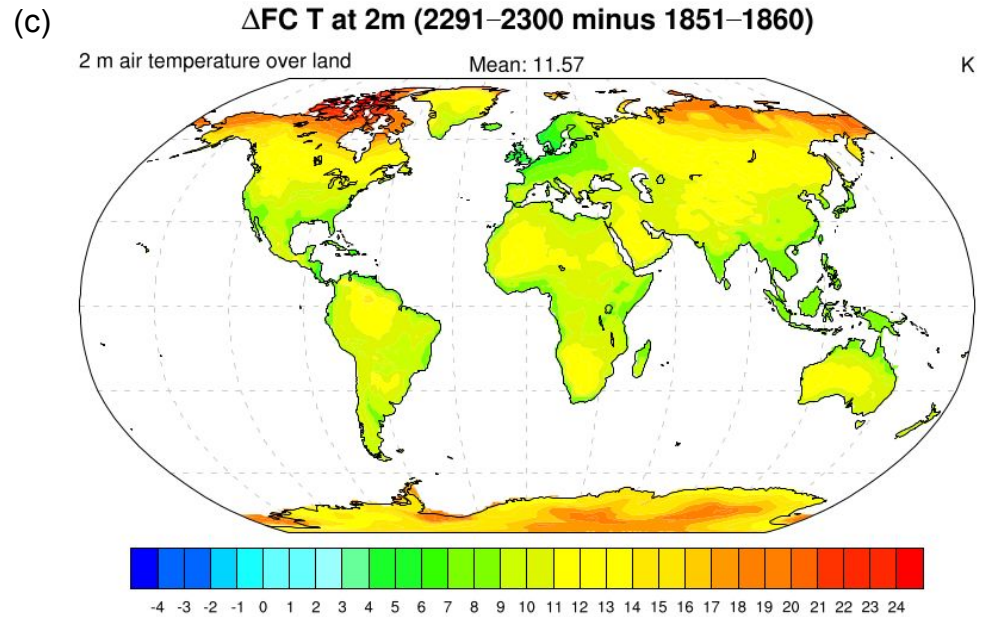 (c)
ΔFC T at 2m (2291–2300 minus 1851–1860)
2 m air temperature over land Mean: 11.57 K
-4 -3 -2 -1 0 1 2 3 4 5 6 7 8 9 10 11 12 13 14 15 16 17 18 19 20 21 22 23 24